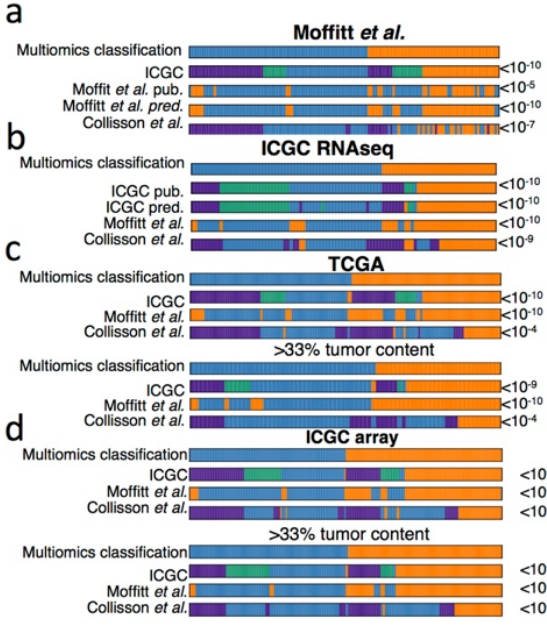 a
Moffitt et al.
Multiomics classification
ICGC <10-10
Moffit et al. pub. <10-5
Moffitt et al. pred. <10-10
Collisson et al. <10-7
b
ICGC RNAseq
Multiomics classification
ICGC pub. <10-10
ICGC pred. <10-10
Moffitt et al. <10-10
Collisson et al. <10-9
c
TCGA
Multiomics classification
ICGC <10-10
Moffitt et al. <10-10
Collisson et al. <10-4
>33% tumor content
Multiomics classification
ICGC <10-9
Moffitt et al. <10-10
Collisson et al. <10-4
d
ICGC array
Multiomics classification
ICGC <10
Moffitt et al. <10
Collisson et al. <10
>33% tumor content
Multiomics classification
ICGC <10
Moffitt et al. <10
Collisson et al. <10